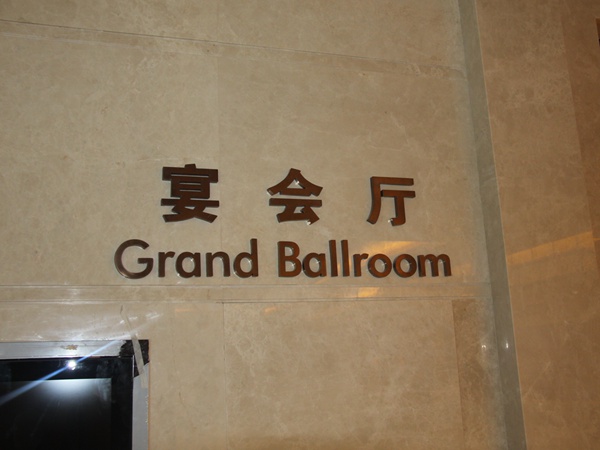 宴会厅
Grand Ballroom